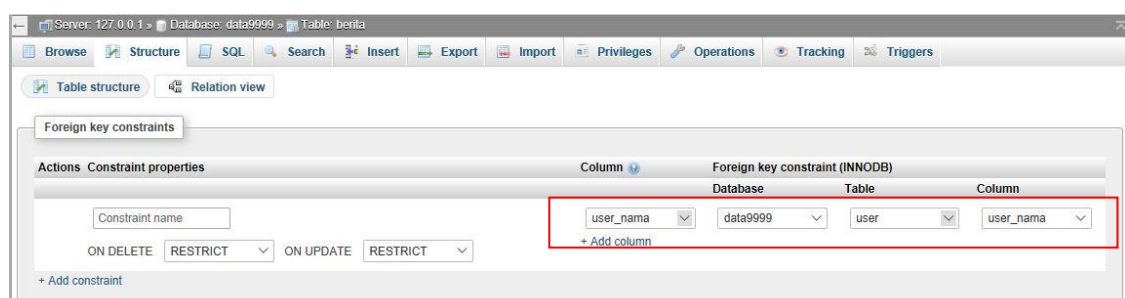 Server: 127.0.0.1 » Database: data9999 » Table: berita
Browse Structure SQL Search Insert Export Import Privileges Operations Tracking Triggers
Table structure Relation view
Foreign key constraints
Actions Constraint properties Column Foreign key constraint (INNODB)
Database Table Column
Constraint name user_nama data9999 user user_nama
+ Add column
ON DELETE RESTRICT ON UPDATE RESTRICT
+ Add constraint